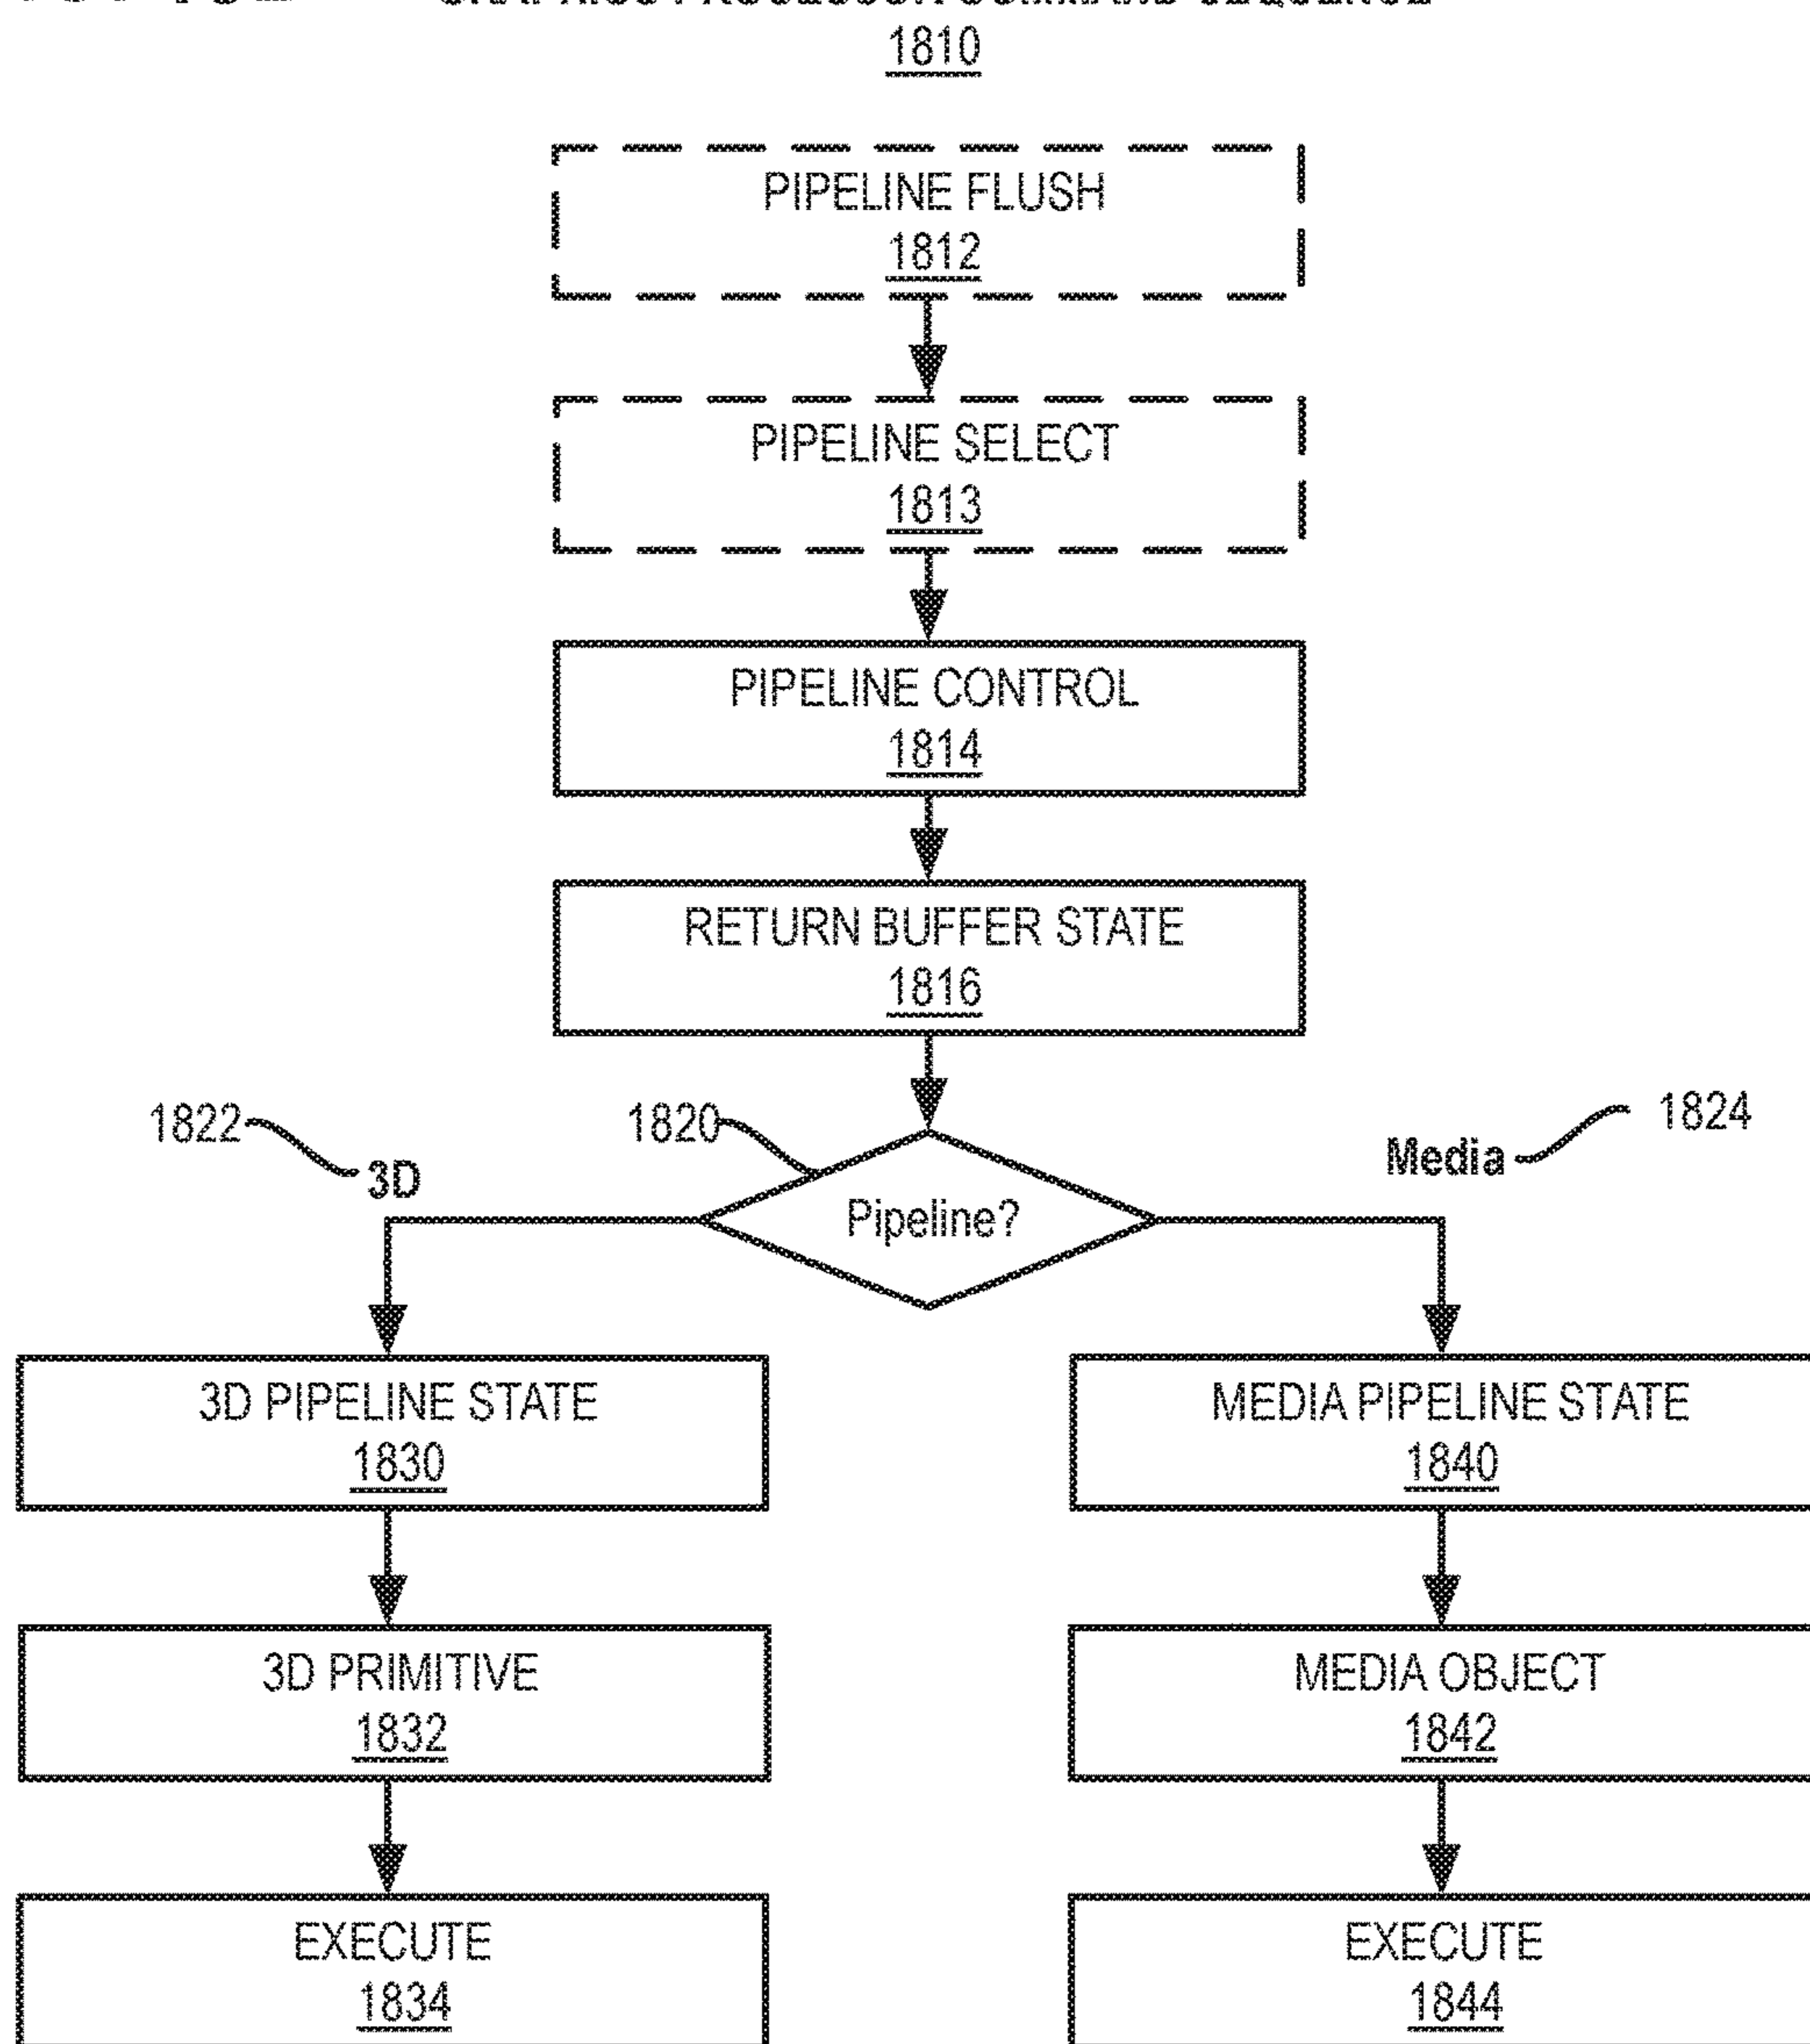 1810
PIPELINE FLUSH
1812
PIPELINE SELECT
1813
PIPELINE CONTROL
1814
RETURN BUFFER STATE
1816
1822
1820
1824
3D
Media
Pipeline?
3D PIPELINE STATE
1830
MEDIA PIPELINE STATE
1840
3D PRIMITIVE
1832
MEDIA OBJECT
1842
EXECUTE
1834
EXECUTE
1844